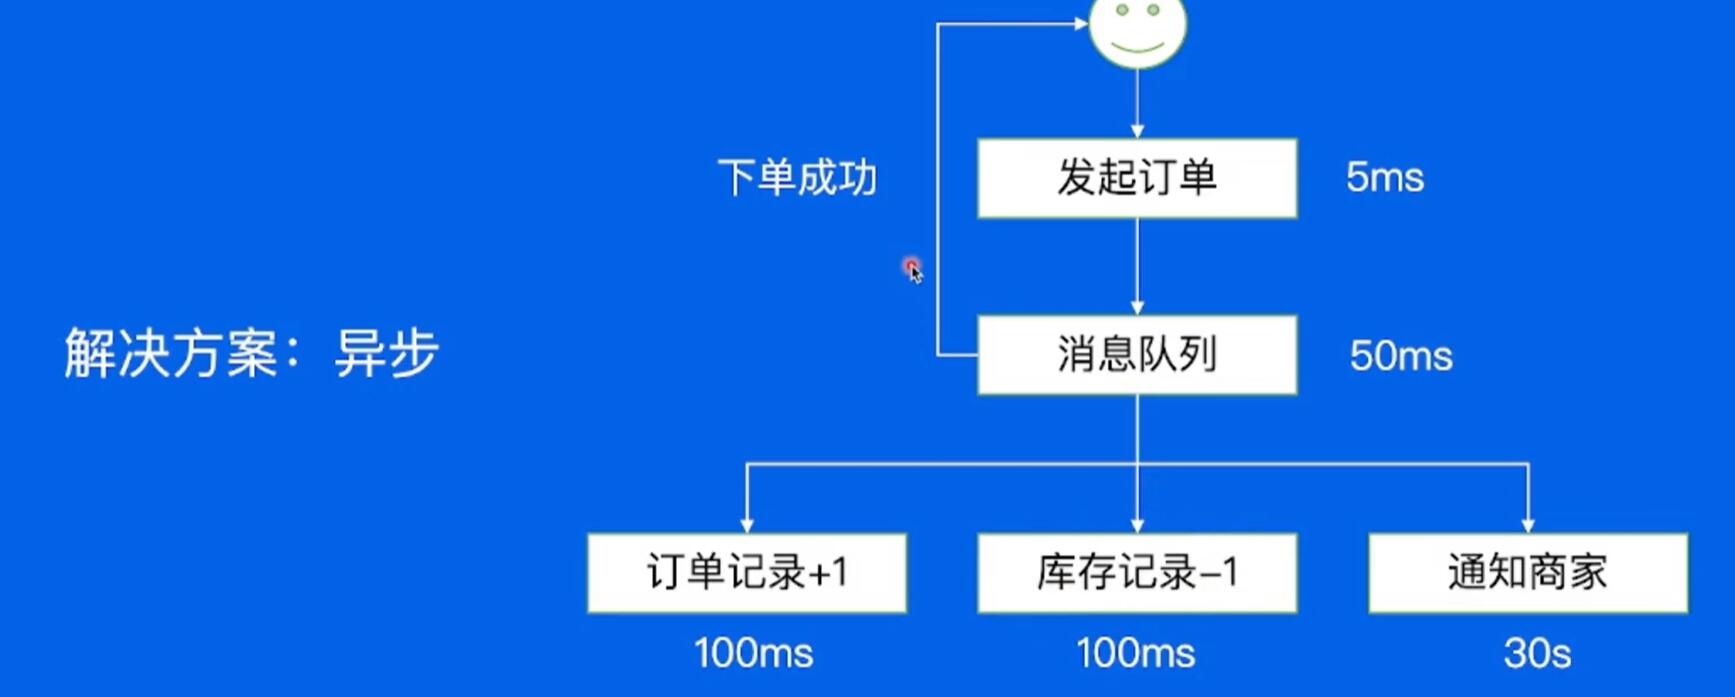 下单成功
发起订单
5ms
解决方案：异步
消息队列
50ms
订单记录+1
库存记录–1
通知商家
100ms
100ms
30s